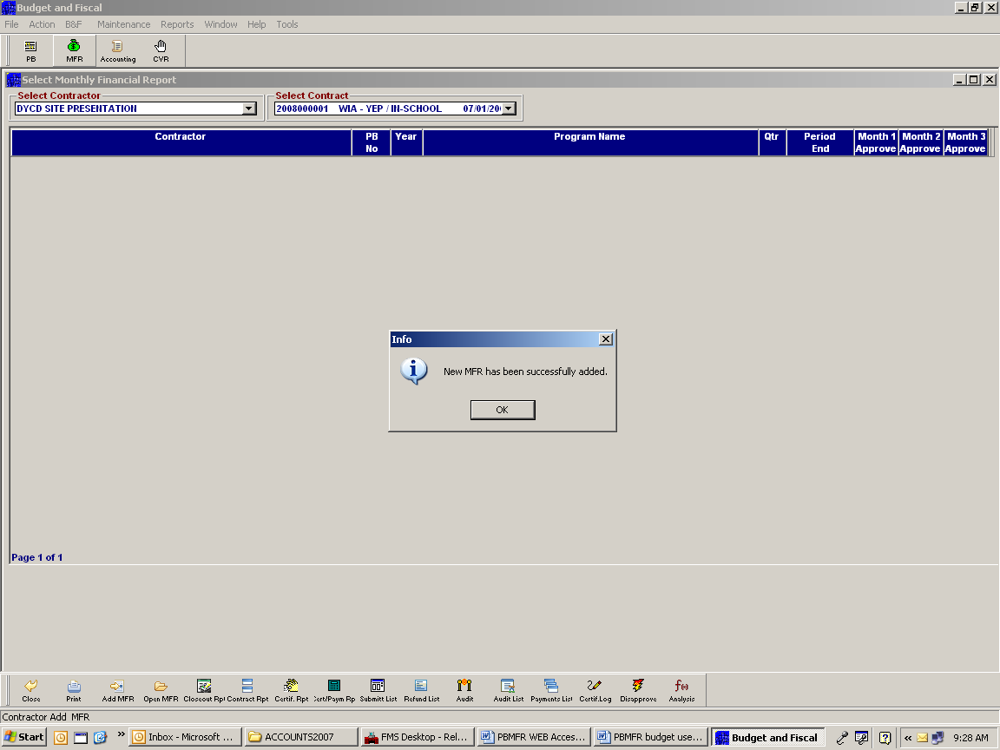 Budget and Fiscal
File Action B&F Maintenance Reports Window Help Tools
PB MFR Accounting CVR
Select Monthly Financial Report
Select Contractor Select Contract
DYCD SITE PRESENTATION 2008000001 WIA - YEP / IN-SCHOOL 07/01/20
Contractor PB No Year Program Name Qtr Period End Month 1 Approve Month 2 Approve Month 3 Approve
Info
New MFR has been successfully added.
OK
Page 1 of 1
Close Print Add MFR Open MFR Closeout Rpt Contract Rpt Certif. Rpt Cert/Paym Rp Submitt List Refund List Audit Audit List Payments List Certif.Log Disapprove Analysis
Contractor Add MFR
Start » Inbox - Microsoft ... ACCOUNTS2007 FMS Desktop - Rel... PBMFR WEB Acces... PBMFR budget use... Budget and Fiscal « 9:28 AM